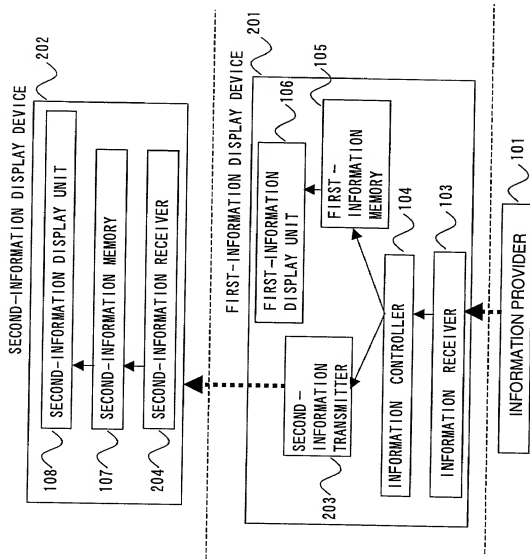 SECOND-INFORMATION DISPLAY DEVICE
202
SECOND-INFORMATION DISPLAY UNIT
108
SECOND-INFORMATION MEMORY
107
SECOND-INFORMATION RECEIVER
204
FIRST-INFORMATION DISPLAY DEVICE
201
FIRST-INFORMATION
DISPLAY UNIT
106
FIRST-
INFORMATION
MEMORY
105
SECOND-
INFORMATION
TRANSMITTER
203
INFORMATION CONTROLLER
104
INFORMATION RECEIVER
103
INFORMATION PROVIDER
101